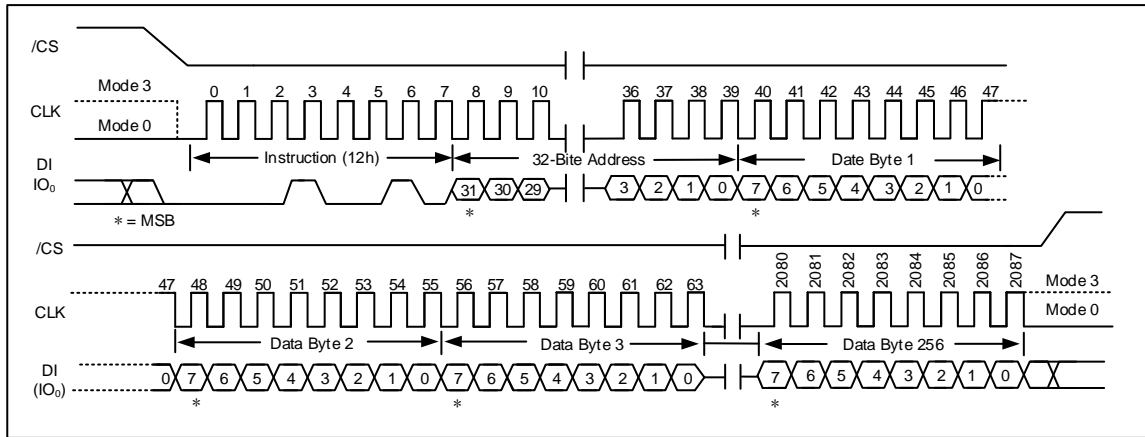 /CS
Mode 3
0 1 2 3 4 5 6 7 8 9 10 36 37 38 39 40 41 42 43 44 45 46 47
CLK
Mode 0
Instruction (12h) 32-Bite Address Date Byte 1
DI
IO₀
31 30 29 3 2 1 0 7 6 5 4 3 2 1 0
* = MSB * *
/CS
47 48 49 50 51 52 53 54 55 56 57 58 59 60 61 62 63 2080 2081 2082 2083 2084 2085 2086 2087
Mode 3
CLK
Mode 0
Data Byte 2 Data Byte 3 Data Byte 256
DI
(IO₀)
0 7 6 5 4 3 2 1 0 7 6 5 4 3 2 1 0 7 6 5 4 3 2 1 0
* * *